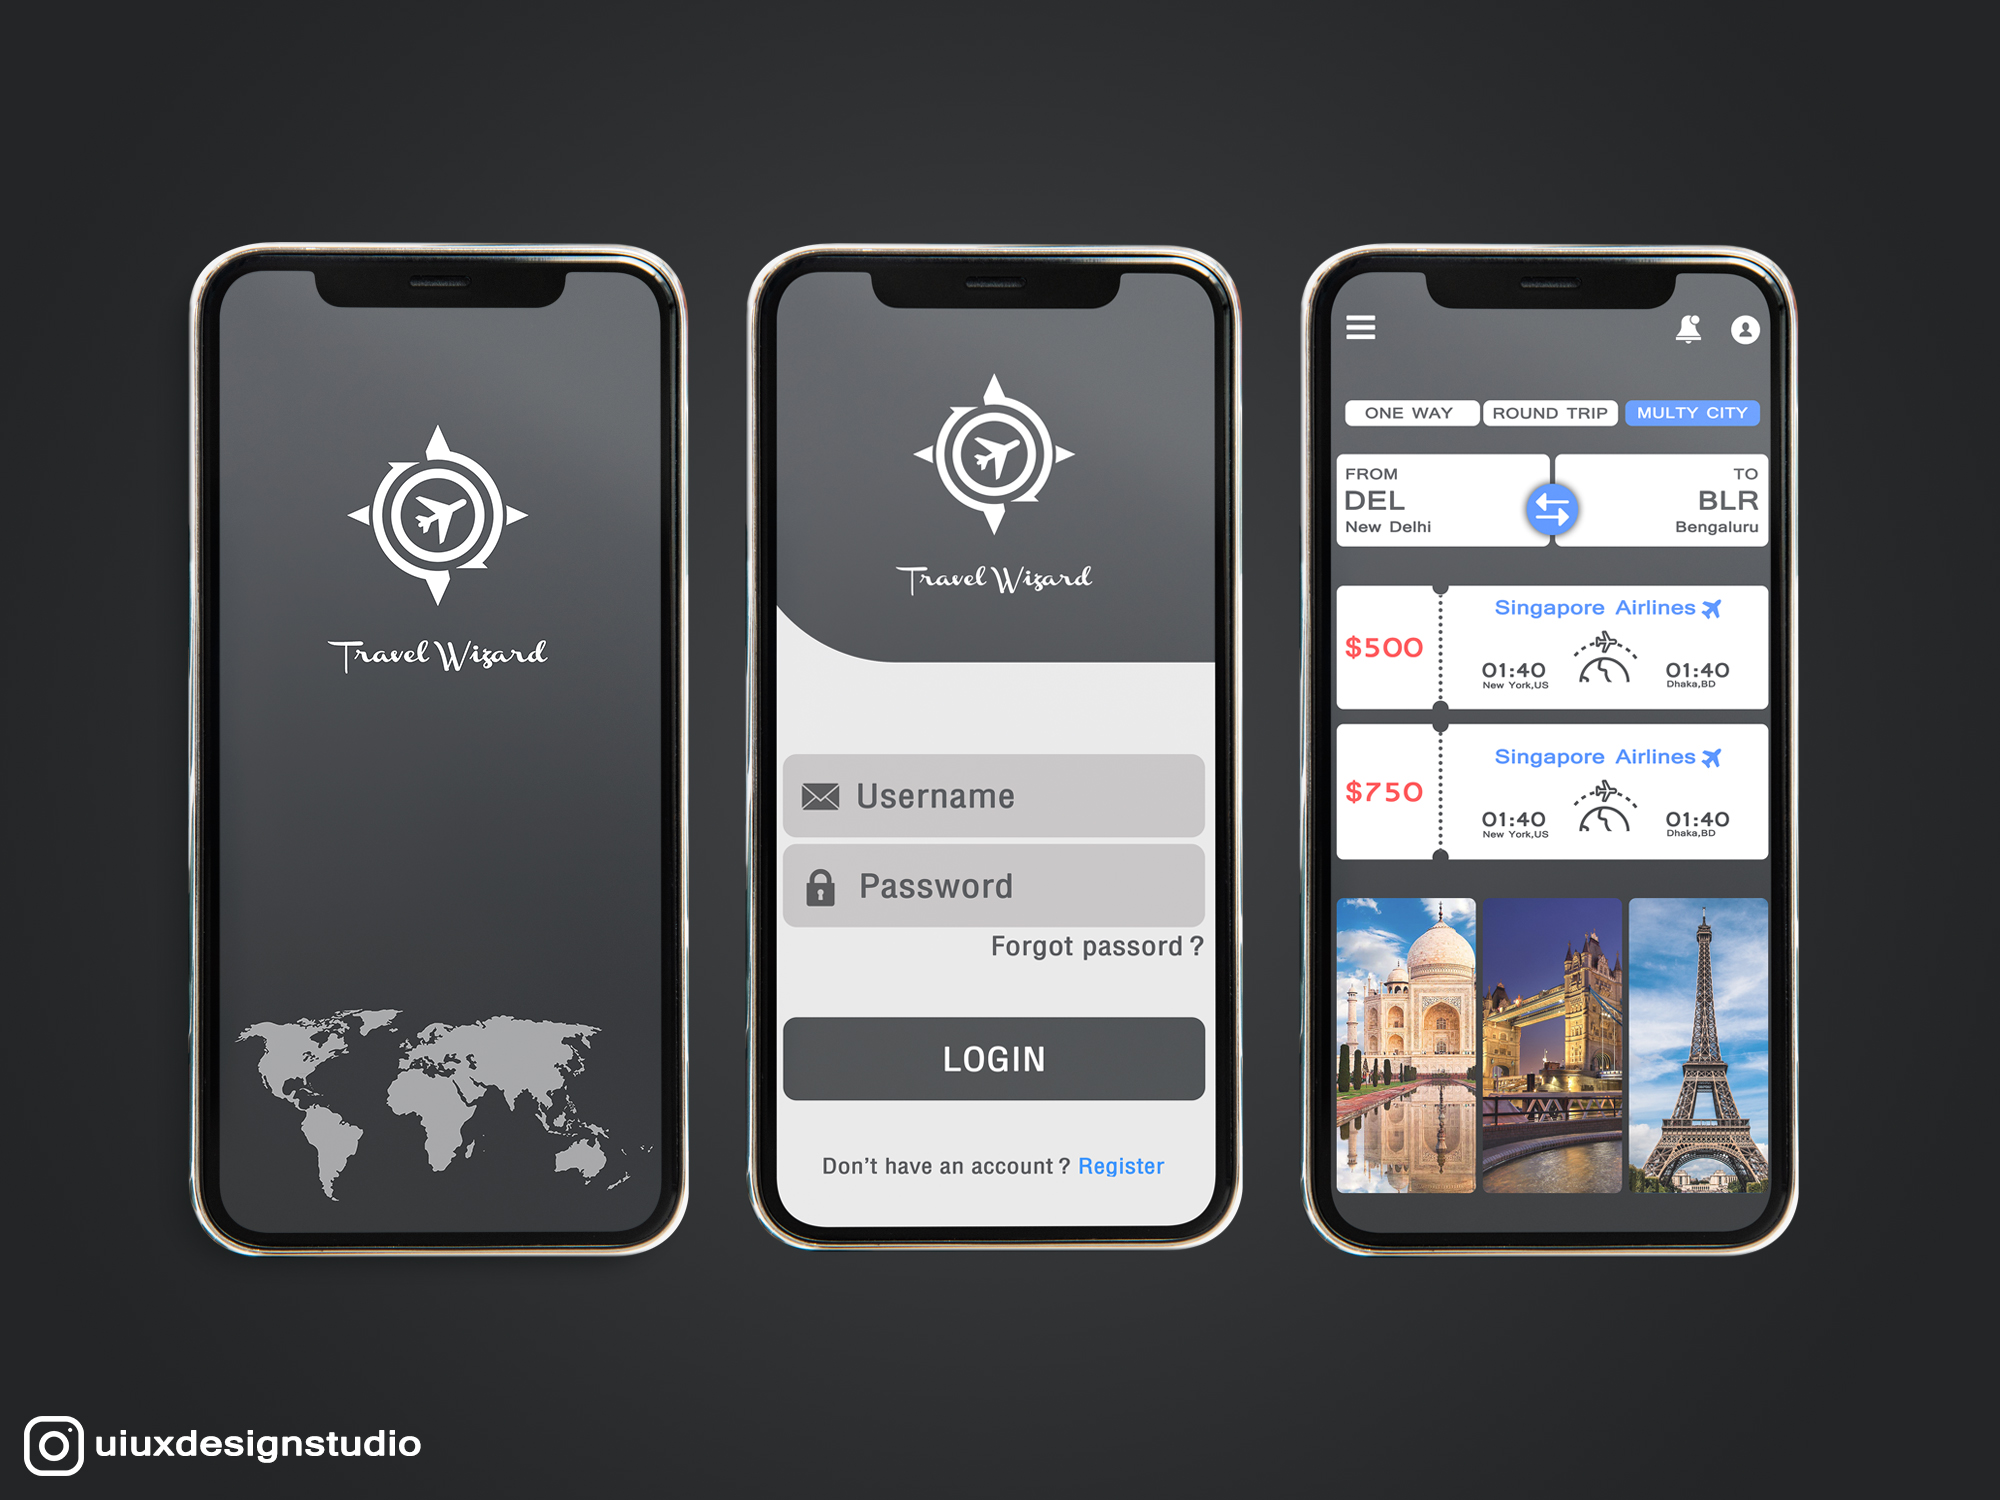 Travel Wizard
Travel Wizard
Username
Password
Forgot passord ?
LOGIN
Don't have an account ? Register
ONE WAY ROUND TRIP MULTY CITY
FROM
DEL
New Delhi
TO
BLR
Bengaluru
$500
Singapore Airlines
01:40
New York,US
01:40
Dhaka,BD
$750
Singapore Airlines
01:40
New York,US
01:40
Dhaka,BD
uiuxdesignstudio